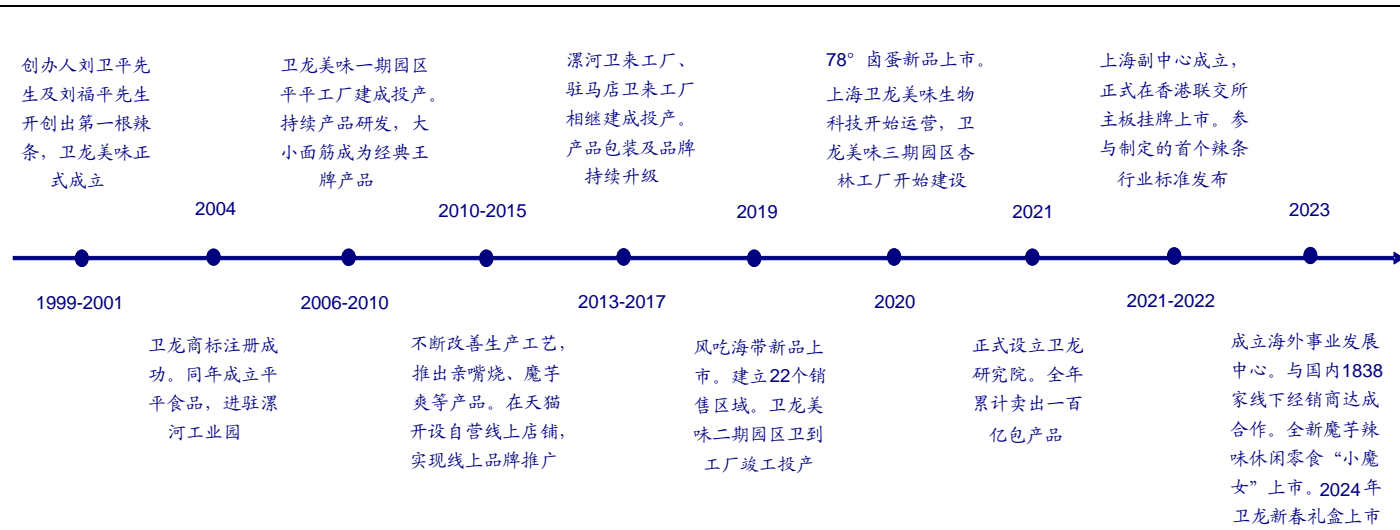 创办人刘卫平先
生及刘福平先生
开创出第一根辣
条，卫龙美味正
式成立
1999-2001
2004
卫龙商标注册成
功。同年成立平
平食品，进驻漯
河工业园
卫龙美味一期园区
平平工厂建成投产。
持续产品研发，大
小面筋成为经典王
牌产品
2006-2010
2010-2015
不断改善生产工艺，
推出亲嘴烧、魔芋
爽等产品。在天猫
开设自营线上店铺，
实现线上品牌推广
漯河卫来工厂、
驻马店卫来工厂
相继建成投产。
产品包装及品牌
持续升级
2013-2017
2019
风吃海带新品上
市。建立22个销
售区域。卫龙美
味二期园区卫到
工厂竣工投产
78°卤蛋新品上市。
上海卫龙美味生物
科技开始运营，卫
龙美味三期园区杏
林工厂开始建设
2020
2021
正式设立卫龙
研究院。全年
累计卖出一百
亿包产品
上海副中心成立，
正式在香港联交所
主板挂牌上市。参
与制定的首个辣条
行业标准发布
2021-2022
2023
成立海外事业发展
中心。与国内1838
家线下经销商达成
合作。全新魔芋辣
味休闲零食“小魔
女”上市。2024年
卫龙新春礼盒上市